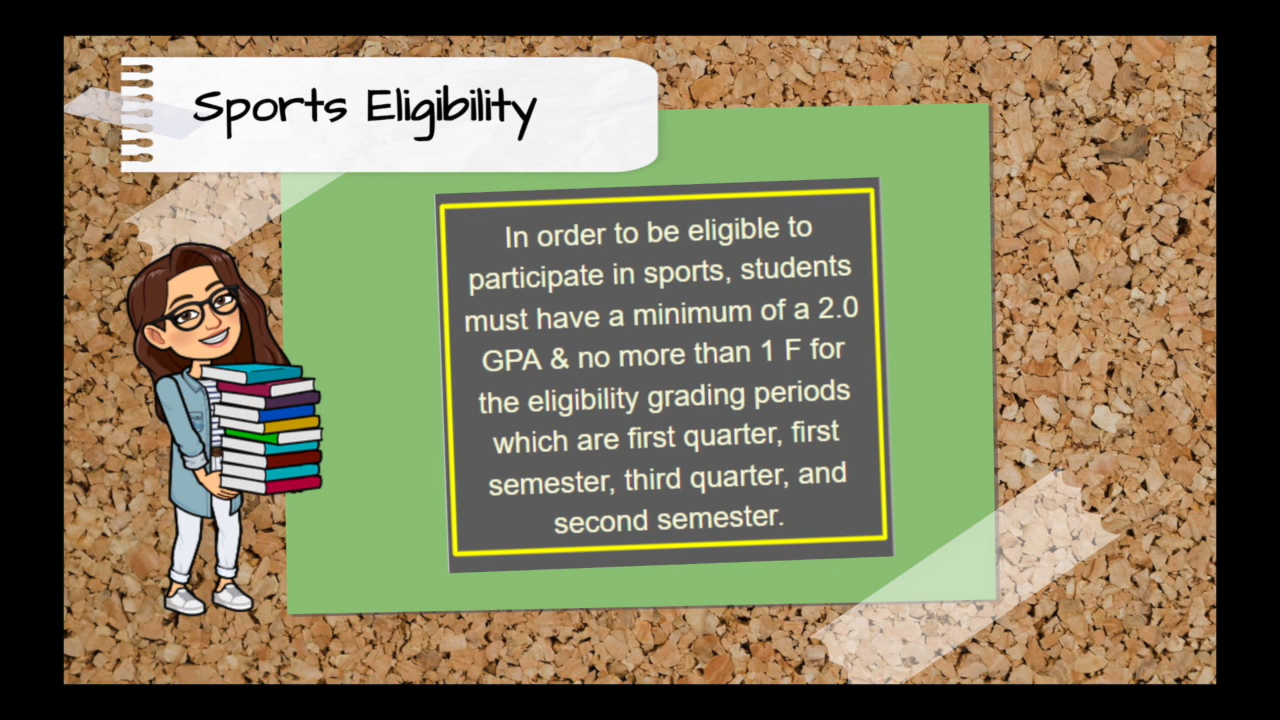 Sports Eligibility
In order to be eligible to
participate in sports, students
must have a minimum of a 2.0
GPA & no more than 1 F for
the eligibility grading periods
which are first quarter, first
semester, third quarter, and
second semester.